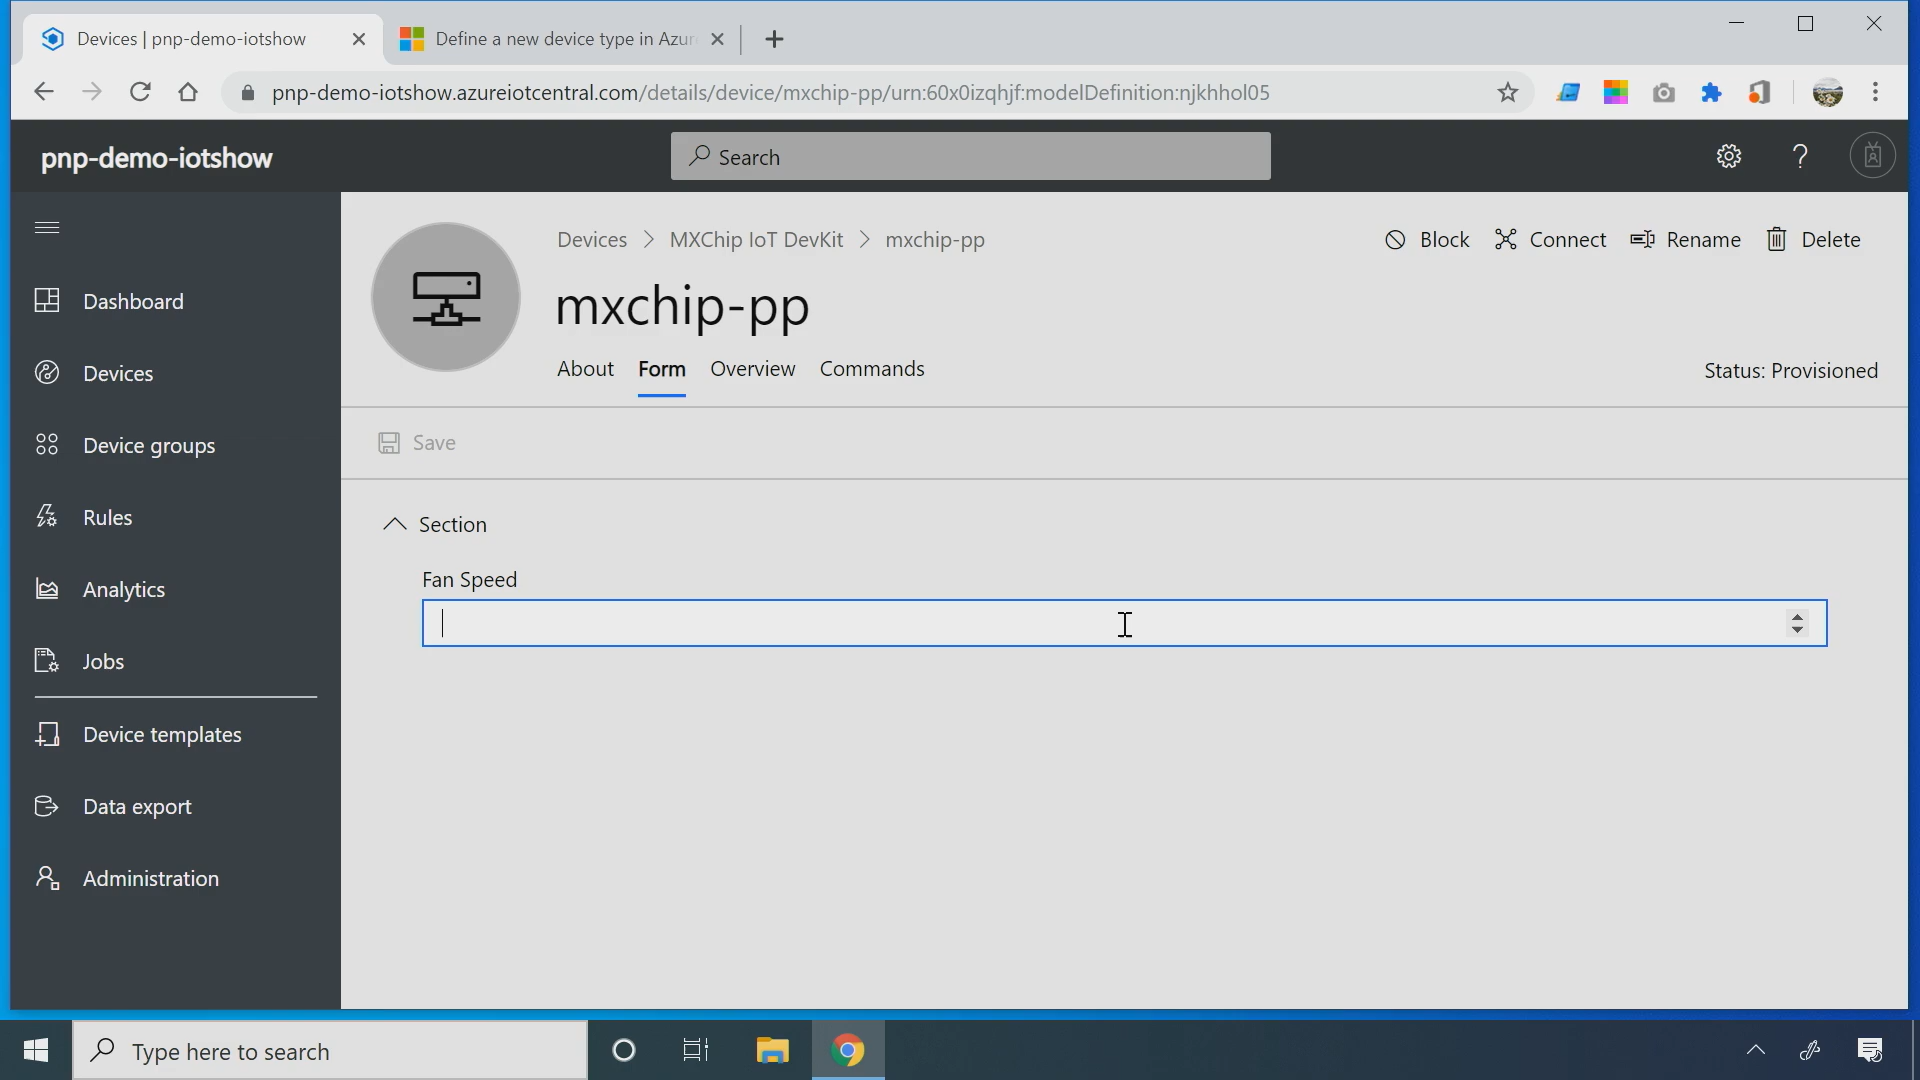 Devices | pnp-demo-iotshow
Define a new device type in Azur
pnp-demo-iotshow.azureiotcentral.com/details/device/mxchip-pp/urn:60x0izqhjf:modelDefinition:njkhhol05
pnp-demo-iotshow
Search
?
Devices > MXChip IoT DevKit > mxchip-pp
Block
Connect
Rename
Delete
mxchip-pp
About
Form
Overview
Commands
Status: Provisioned
Dashboard
Devices
Device groups
Rules
Analytics
Jobs
Device templates
Data export
Administration
Save
Section
Fan Speed
Type here to search